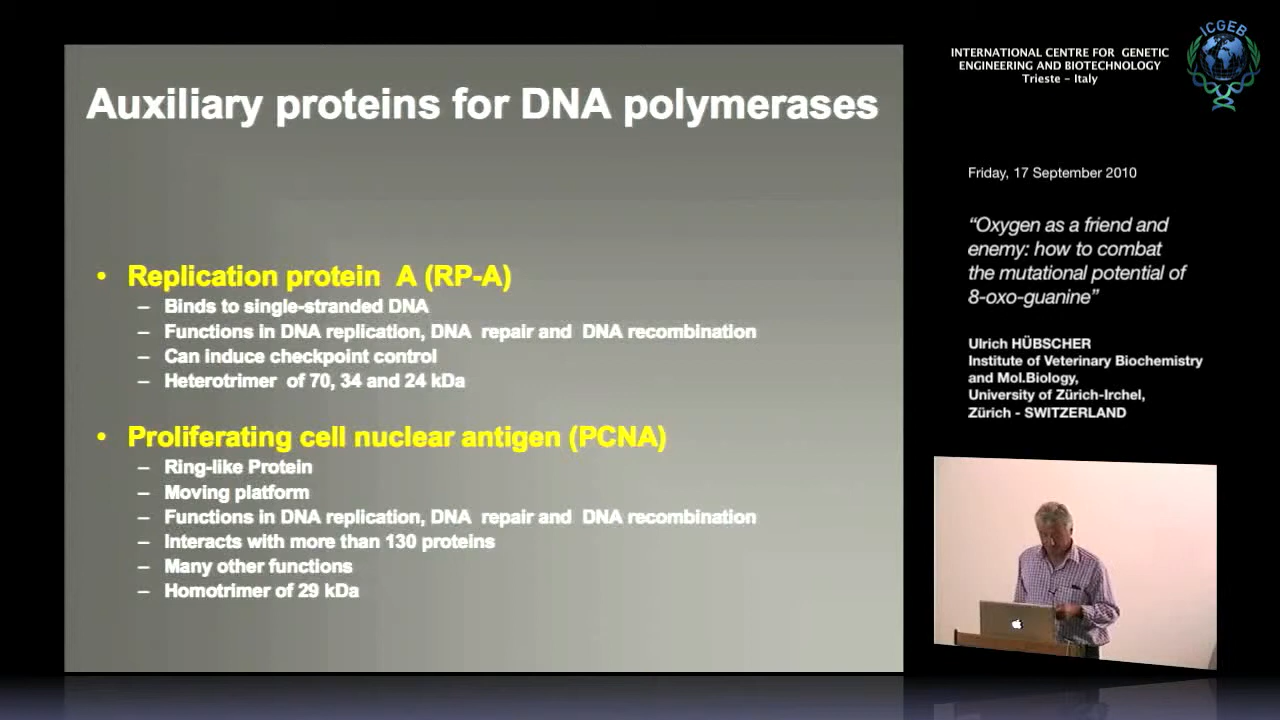 Auxiliary proteins for DNA polymerases
• Replication protein A (RP-A)
– Binds to single-stranded DNA
– Functions in DNA replication, DNA repair and DNA recombination
– Can induce checkpoint control
– Heterotrimer of 70, 34 and 24 kDa
• Proliferating cell nuclear antigen (PCNA)
– Ring-like Protein
– Moving platform
– Functions in DNA replication, DNA repair and DNA recombination
– Interacts with more than 130 proteins
– Many other functions
– Homotrimer of 29 kDa
INTERNATIONAL CENTRE FOR GENETIC
ENGINEERING AND BIOTECHNOLOGY
Trieste - Italy
ICGEB
Friday, 17 September 2010
“Oxygen as a friend and
enemy: how to combat
the mutational potential of
8-oxo-guanine”
Ulrich HÜBSCHER
Institute of Veterinary Biochemistry
and Mol.Biology,
University of Zürich-Irchel,
Zürich - SWITZERLAND